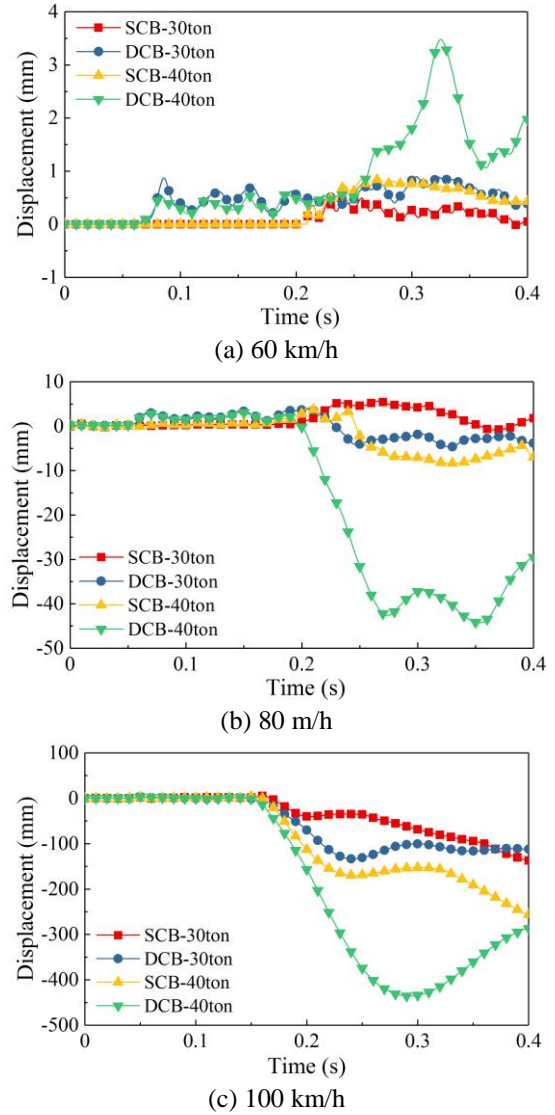 4
3
2
1
0
-1
Displacement (mm)
SCB-30ton
DCB-30ton
SCB-40ton
DCB-40ton
0
0.1
0.2
0.3
0.4
Time (s)
(a) 60 km/h
10
0
-10
-20
-30
-40
-50
Displacement (mm)
SCB-30ton
DCB-30ton
SCB-40ton
DCB-40ton
0
0.1
0.2
0.3
0.4
Time (s)
(b) 80 m/h
100
0
-100
-200
-300
-400
-500
Displacement (mm)
SCB-30ton
DCB-30ton
SCB-40ton
DCB-40ton
0
0.1
0.2
0.3
0.4
Time (s)
(c) 100 km/h